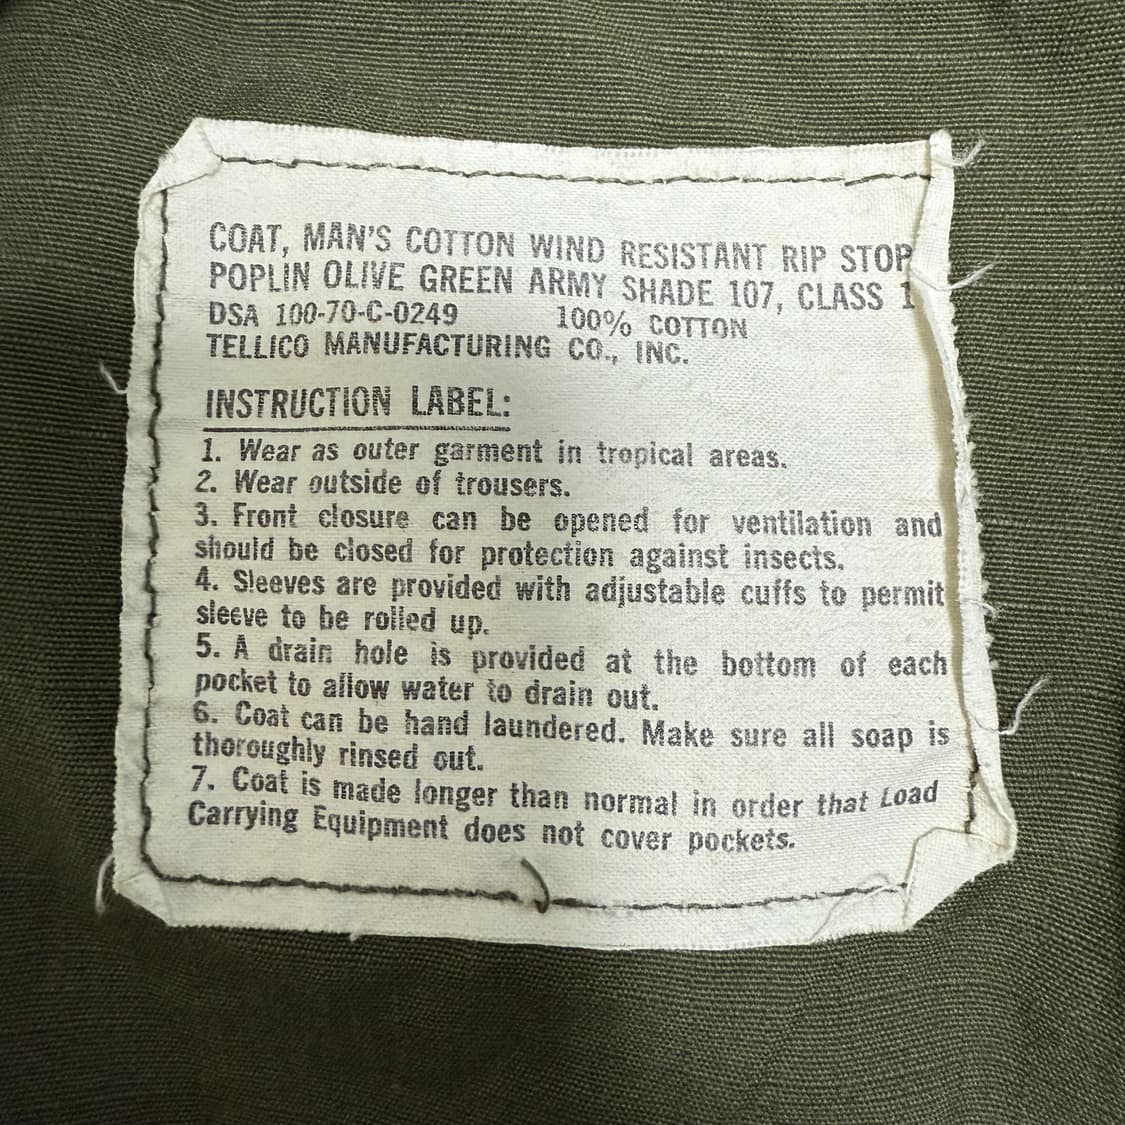 COAT, MAN'S COTTON WIND RESISTANT RIP STOP
POPLIN OLIVE GREEN ARMY SHADE 107, CLASS 1
DSA 100-70-C-0249 100% COTTON
TELLICO MANUFACTURING CO., INC.
INSTRUCTION LABEL:
1. Wear as outer garment in tropical areas.
2. Wear outside of trousers.
3. Front closure can be opened for ventilation and
should be closed for protection against insects.
4. Sleeves are provided with adjustable cuffs to permit
sleeve to be rolled up.
5. A drain hole is provided at the bottom of each
pocket to allow water to drain out.
6. Coat can be hand laundered. Make sure all soap is
thoroughly rinsed out.
7. Coat is made longer than normal in order that Load
Carrying Equipment does not cover pockets.